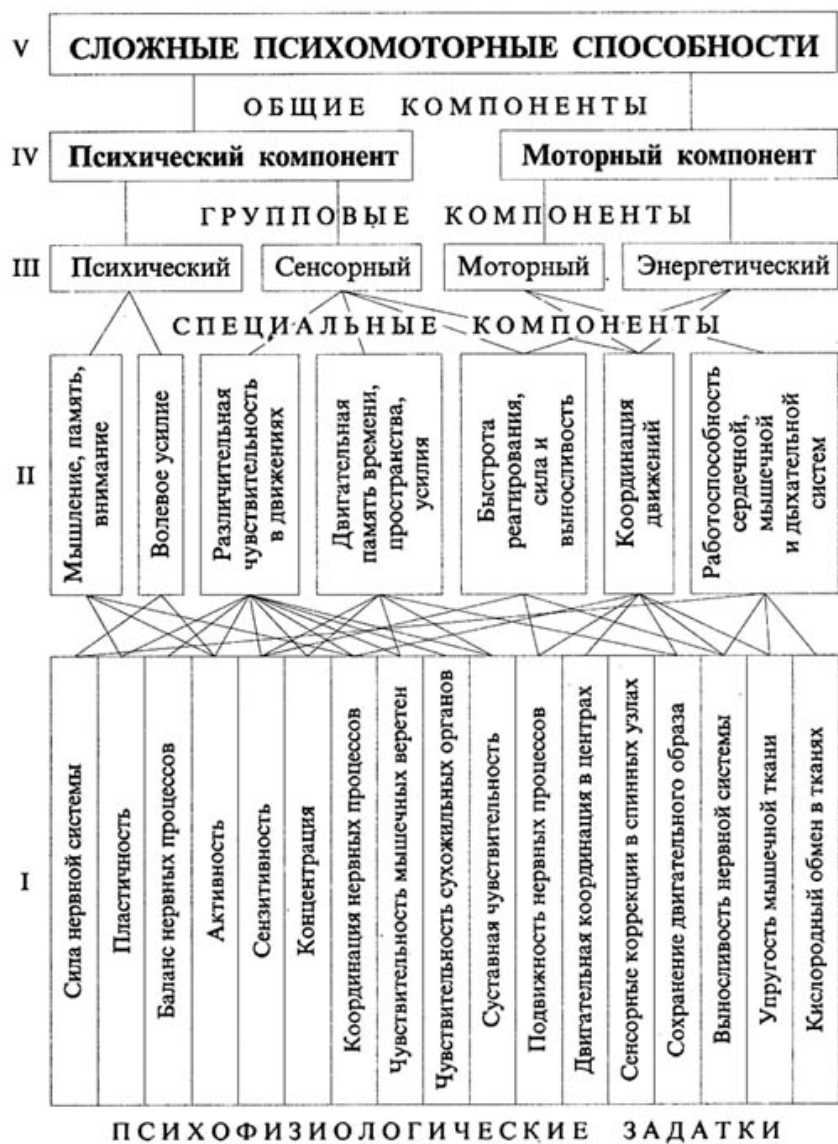 V
СЛОЖНЫЕ ПСИХОМОТОРНЫЕ СПОСОБНОСТИ
ОБЩИЕ КОМПОНЕНТЫ
IV
Психический компонент
Моторный компонент
ГРУППОВЫЕ КОМПОНЕНТЫ
III
Психический
Сенсорный
Моторный
Энергетический
СПЕЦИАЛЬНЫЕ КОМПОНЕНТЫ
II
Мышление, память,
внимание
Волевое усилие
Различительная
чувствительность
в движениях
Двигательная
память времени,
пространства,
усилия
Быстрота
реагирования,
сила и
выносливость
Координация
движений
Работоспособность
сердечной,
мышечной
и дыхательной
систем
I
Сила нервной системы
Пластичность
Баланс нервных процессов
Активность
Сензитивность
Концентрация
Координация нервных процессов
Чувствительность мышечных веретен
Чувствительность сухожильных органов
Суставная чувствительность
Подвижность нервных процессов
Двигательная координация в центрах
Сенсорные коррекции в спинных узлах
Сохранение двигательного образа
Выносливость нервной системы
Упругость мышечной ткани
Кислородный обмен в тканях
ПСИХОФИЗИОЛОГИЧЕСКИЕ ЗАДАТКИ